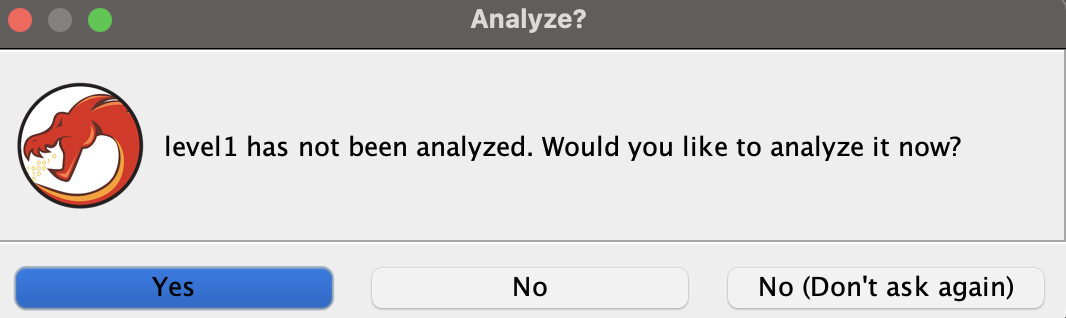 Analyze?
level1 has not been analyzed. Would you like to analyze it now?
Yes
No
No (Don't ask again)